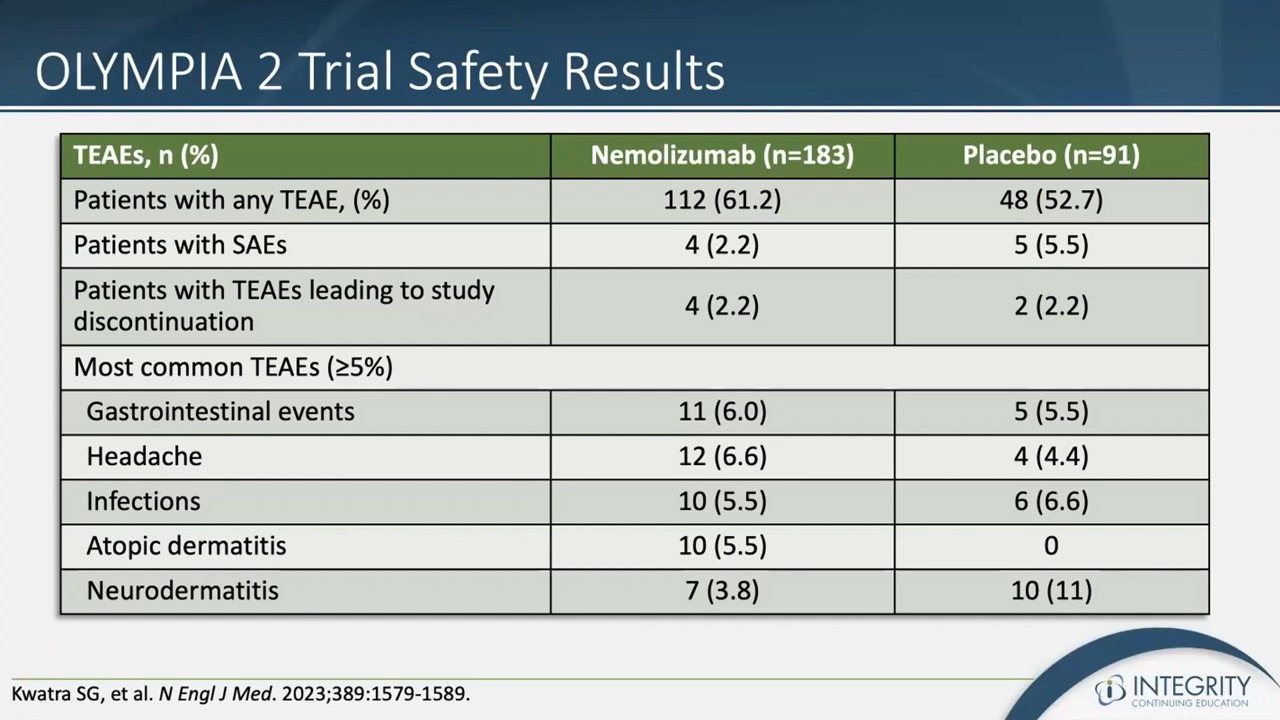 OLYMPIA 2 Trial Safety Results
TEAEs, n (%) Nemolizumab (n=183) Placebo (n=91)
Patients with any TEAE, (%) 112 (61.2) 48 (52.7)
Patients with SAEs 4 (2.2) 5 (5.5)
Patients with TEAEs leading to study
discontinuation 4 (2.2) 2 (2.2)
Most common TEAEs (≥5%)
Gastrointestinal events 11 (6.0) 5 (5.5)
Headache 12 (6.6) 4 (4.4)
Infections 10 (5.5) 6 (6.6)
Atopic dermatitis 10 (5.5) 0
Neurodermatitis 7 (3.8) 10 (11)
Kwatra SG, et al. N Engl J Med. 2023;389:1579-1589.
INTEGRITY
CONTINUING EDUCATION